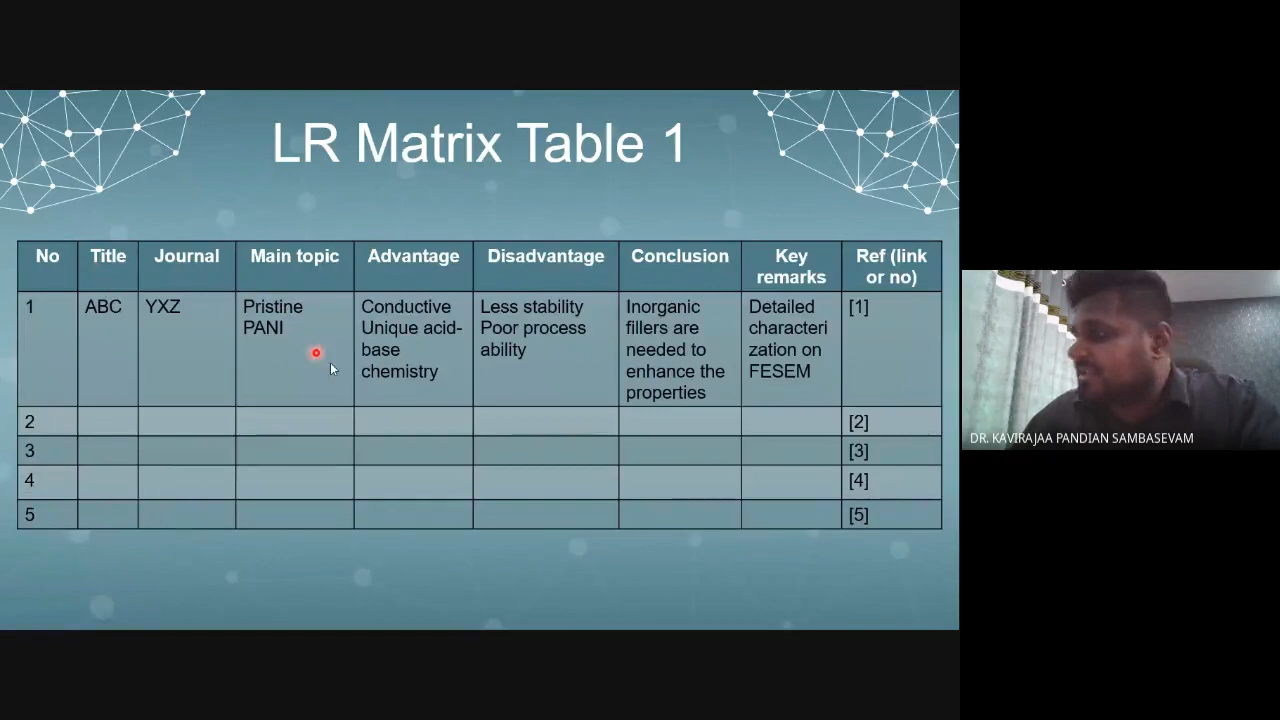 LR Matrix Table 1
No Title Journal Main topic Advantage Disadvantage Conclusion Key remarks Ref (link or no)
1 ABC YXZ Pristine PANI Conductive Unique acid-base chemistry Less stability Poor process ability Inorganic fillers are needed to enhance the properties Detailed characteri zation on FESEM [1]
2 [2]
3 [3]
4 [4]
5 [5]
DR. KAVIRAJAA PANDIAN SAMBASEVAM